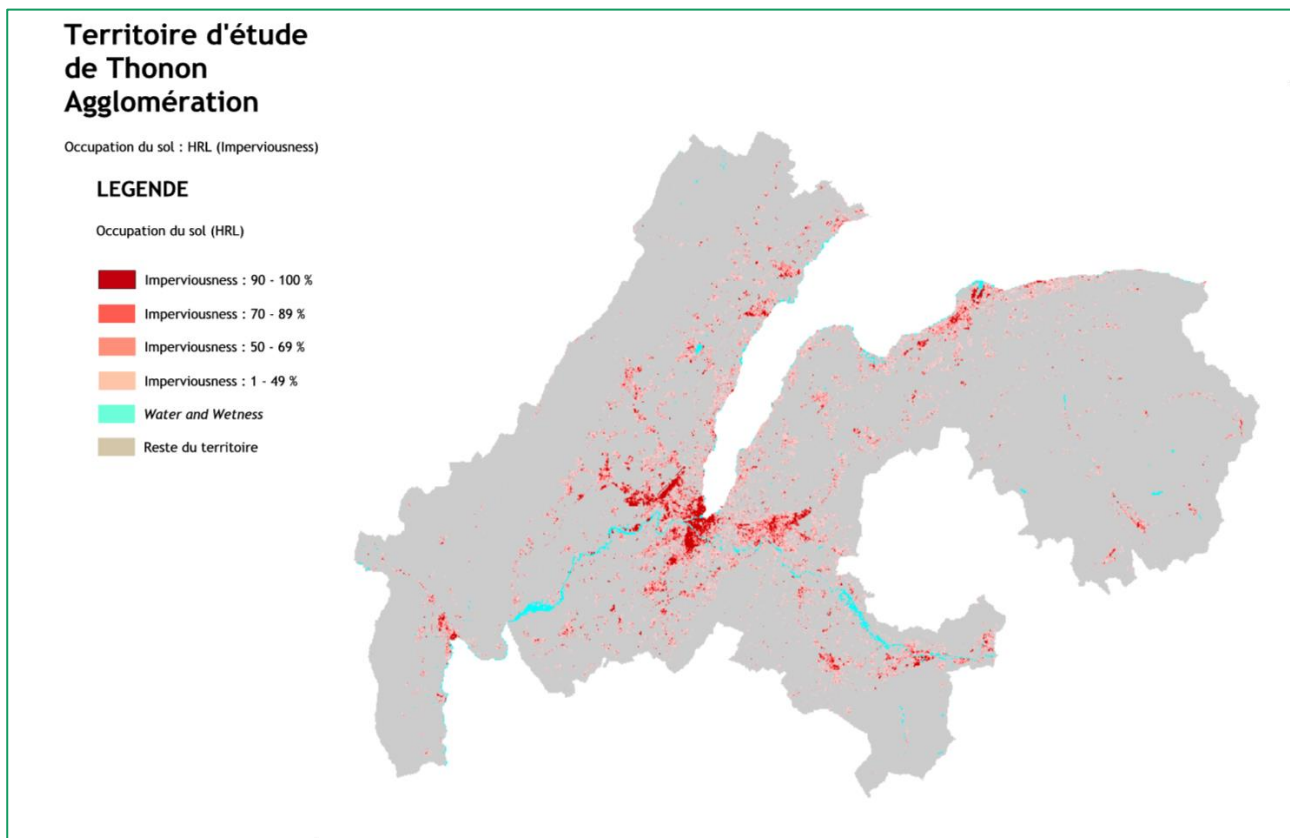 Territoire d'étude
de Thonon
Agglomération
Occupation du sol : HRL (Imperviousness)
LEGENDE
Occupation du sol (HRL)
Imperviousness : 90 - 100 %
Imperviousness : 70 - 89 %
Imperviousness : 50 - 69 %
Imperviousness : 1 - 49 %
Water and Wetness
Reste du territoire